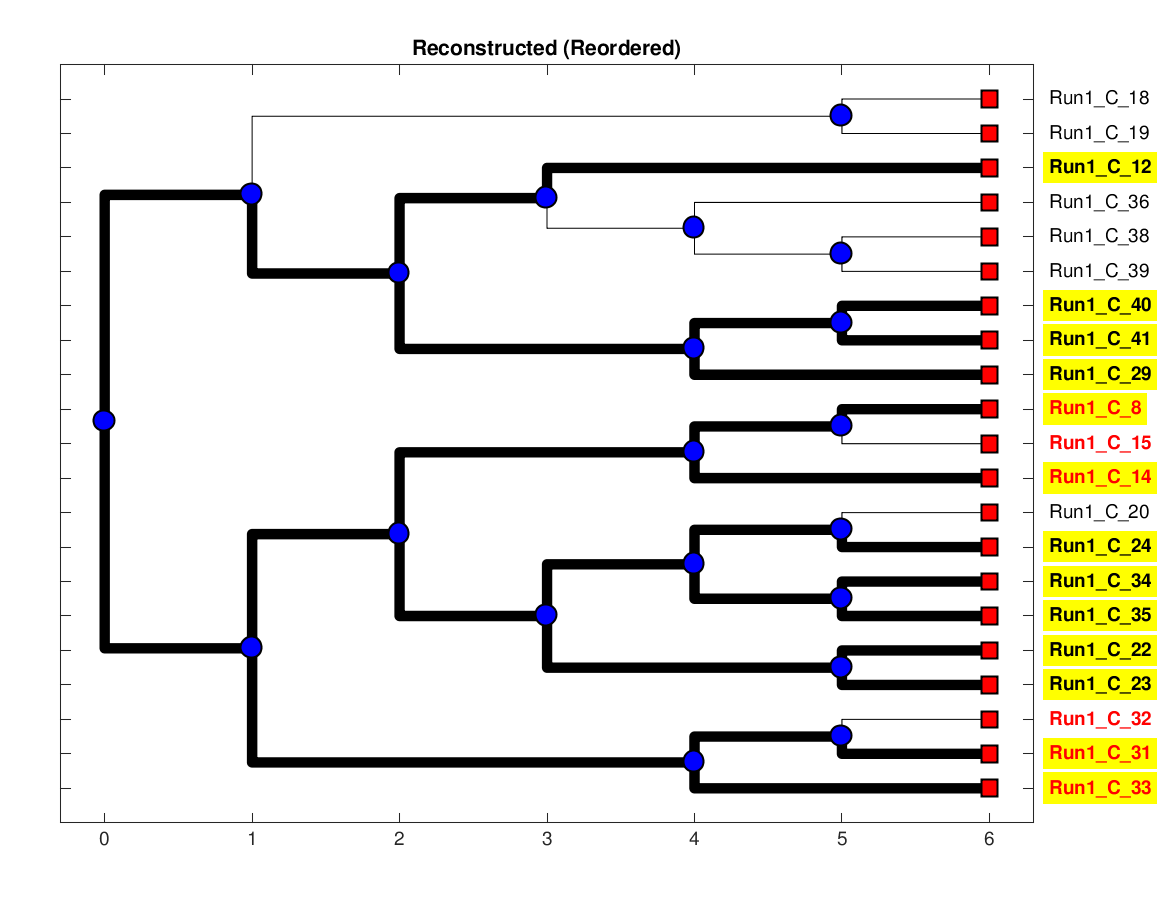 Reconstructed (Reordered)
Run1_C_18
Run1_C_19
Run1_C_12
Run1_C_36
Run1_C_38
Run1_C_39
Run1_C_40
Run1_C_41
Run1_C_29
Run1_C_8
Run1_C_15
Run1_C_14
Run1_C_20
Run1_C_24
Run1_C_34
Run1_C_35
Run1_C_22
Run1_C_23
Run1_C_32
Run1_C_31
Run1_C_33
0 1 2 3 4 5 6